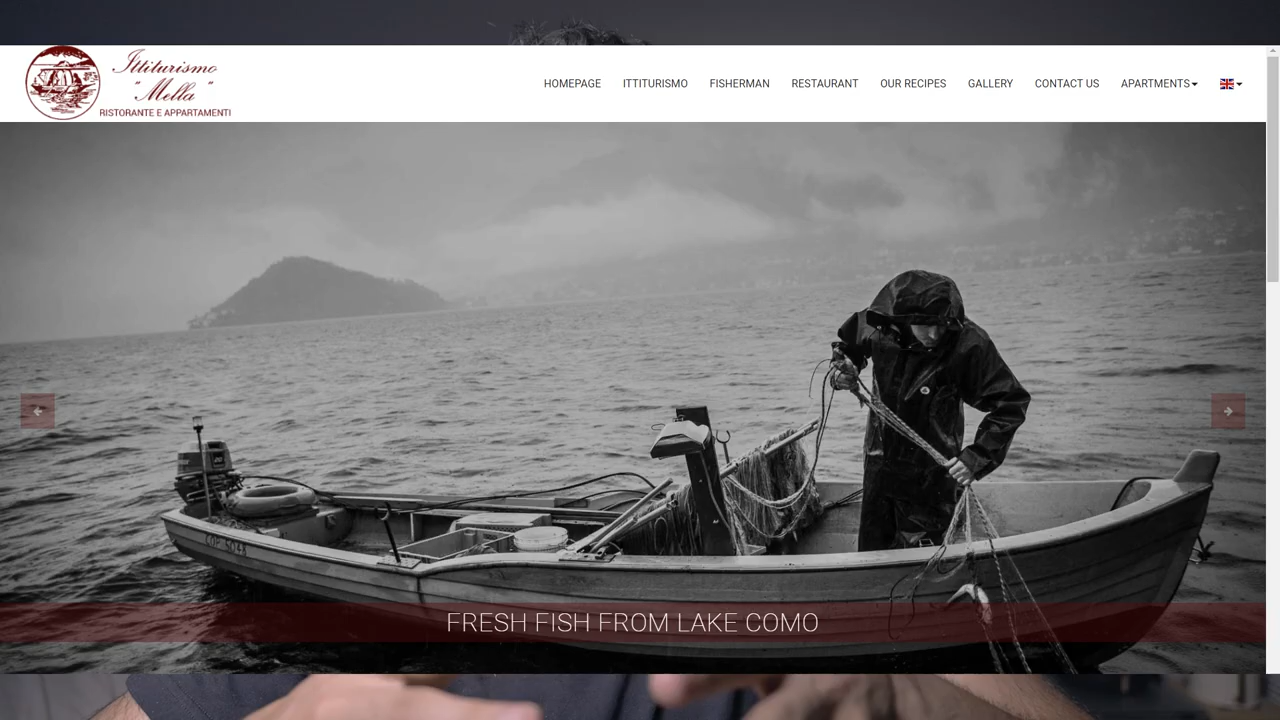 Ittiturismo
"Mella"
RISTORANTE E APPARTAMENTI
HOMEPAGE ITTITURISMO FISHERMAN RESTAURANT OUR RECIPES GALLERY CONTACT US APARTMENTS
FRESH FISH FROM LAKE COMO